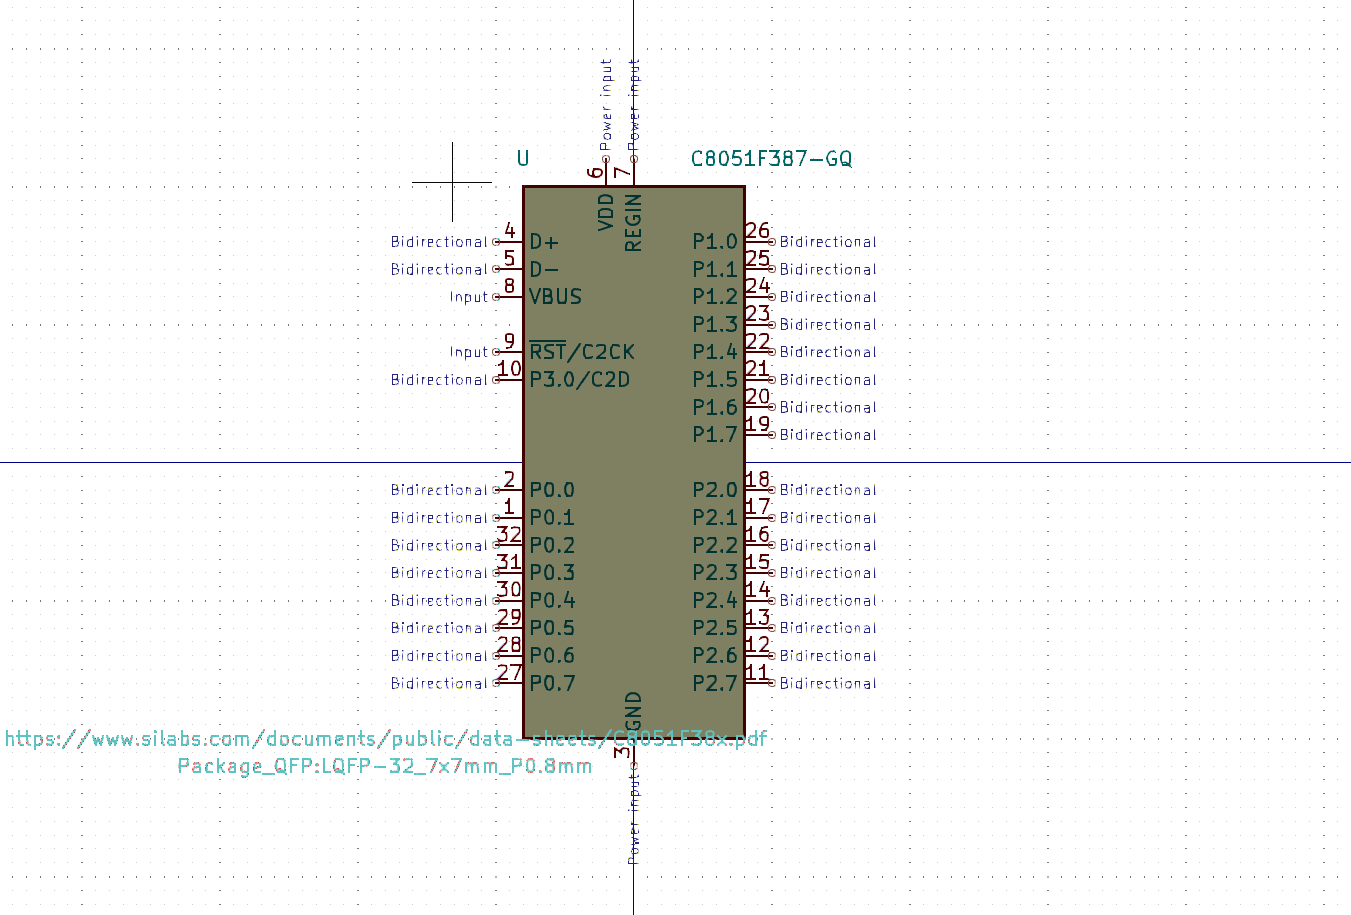 Power input
Power input
U
C8051F387-GQ
6
7
VDD
REGIN
Bidirectional 4 D+
P1.0 26 Bidirectional
Bidirectional 5 D-
P1.1 25 Bidirectional
Input 8 VBUS
P1.2 24 Bidirectional
P1.3 23 Bidirectional
Input 9 RST/C2CK
P1.4 22 Bidirectional
Bidirectional 10 P3.0/C2D
P1.5 21 Bidirectional
P1.6 20 Bidirectional
P1.7 19 Bidirectional
Bidirectional 2 P0.0
P2.0 18 Bidirectional
Bidirectional 1 P0.1
P2.1 17 Bidirectional
Bidirectional 32 P0.2
P2.2 16 Bidirectional
Bidirectional 31 P0.3
P2.3 15 Bidirectional
Bidirectional 30 P0.4
P2.4 14 Bidirectional
Bidirectional 29 P0.5
P2.5 13 Bidirectional
Bidirectional 28 P0.6
P2.6 12 Bidirectional
Bidirectional 27 P0.7
P2.7 11 Bidirectional
GND
https://www.silabs.com/documents/public/data-sheets/C8051F38x.pdf
3
Package_QFP:LQFP-32_7x7mm_P0.8mm
Power input